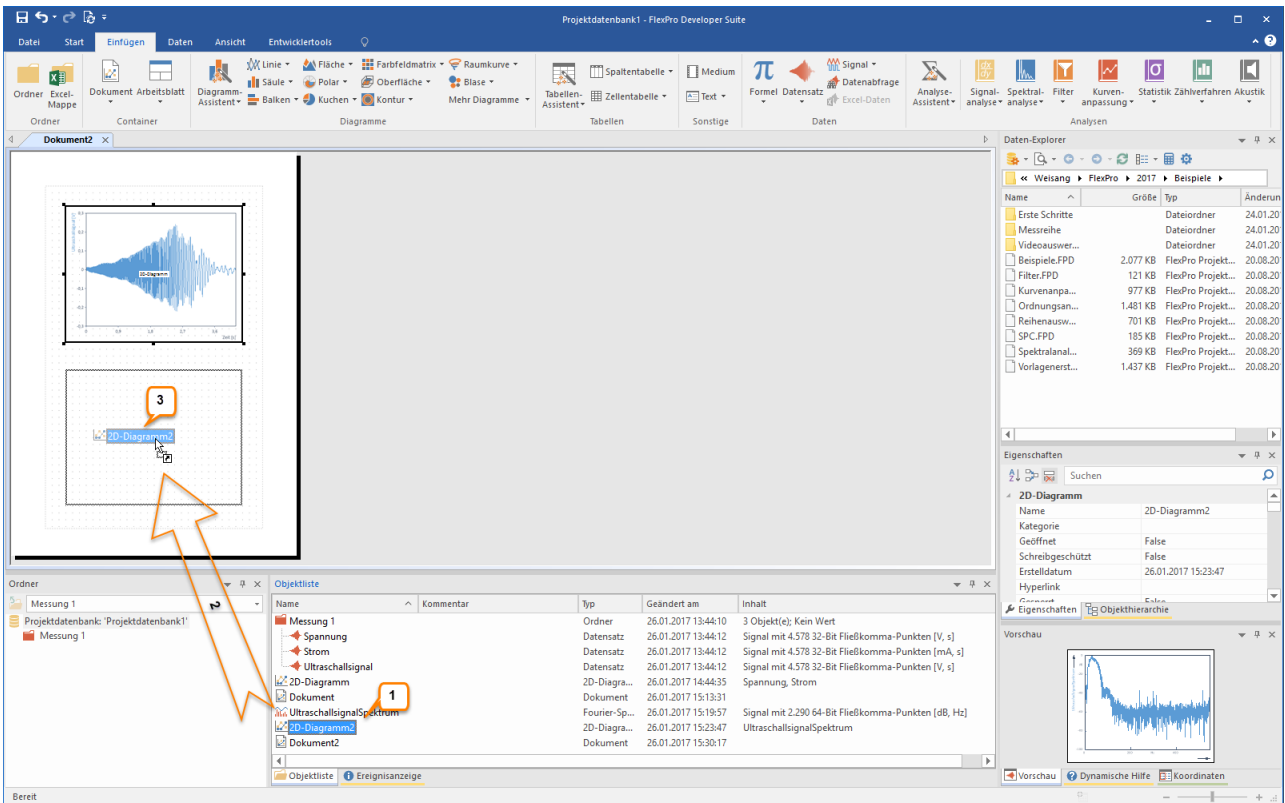 Projektdatenbank1 - FlexPro Developer Suite
Datei Start Einfügen Daten Ansicht Entwicklertools
Ordner Excel-Mappe Dokument Arbeitsblatt Diagramm-Assistent
Linie Fläche Farbfeldmatrix Raumkurve
Säule Polar Oberfläche Blase
Balken Kuchen Kontur Mehr Diagramme
Tabellen-Assistent Spaltentabelle Zellentabelle Medium Text
Formel Datensatz Signal Datenabfrage Excel-Daten
Analyse-Assistent Signal-analyse Spektral-analyse Filter Kurven-anpassung Statistik Zählverfahren Akustik
Ordner Container Diagramme Tabellen Sonstige Daten Analysen
Dokument2
2D-Diagramm
3
2D-Diagramm2
2
Daten-Explorer
« Weisang FlexPro 2017 Beispiele
Name Größe Typ Änderun
Erste Schritte Dateiordner 24.01.20
Messreihe Dateiordner 24.01.20
Videoauswer... Dateiordner 24.01.20
Beispiele.FPD 2.077 KB FlexPro Projekt... 20.08.20
Filter.FPD 121 KB FlexPro Projekt... 20.08.20
Kurvenanpa... 977 KB FlexPro Projekt... 20.08.20
Ordnungsan... 1.481 KB FlexPro Projekt... 20.08.20
Reihenausw... 701 KB FlexPro Projekt... 20.08.20
SPC.FPD 185 KB FlexPro Projekt... 20.08.20
Spektralanal... 369 KB FlexPro Projekt... 20.08.20
Vorlagenerst... 1.437 KB FlexPro Projekt... 20.08.20
Eigenschaften
Suchen
2D-Diagramm
Name 2D-Diagramm2
Kategorie
Geöffnet False
Schreibgeschützt False
Erstelldatum 26.01.2017 15:23:47
Hyperlink
Eigenschaften Objekthierarchie
Vorschau
Vorschau Dynamische Hilfe Koordinaten
Ordner
Messung 1
Projektdatenbank: 'Projektdatenbank1'
Messung 1
Objektliste
Name Kommentar Typ Geändert am Inhalt
Messung 1 Ordner 26.01.2017 13:44:10 3 Objekt(e); Kein Wert
Spannung Datensatz 26.01.2017 13:44:12 Signal mit 4.578 32-Bit Fließkomma-Punkten [V, s]
Strom Datensatz 26.01.2017 13:44:12 Signal mit 4.578 32-Bit Fließkomma-Punkten [mA, s]
Ultraschallsignal Datensatz 26.01.2017 13:44:12 Signal mit 4.578 32-Bit Fließkomma-Punkten [V, s]
2D-Diagramm 2D-Diagra... 26.01.2017 14:44:35 Spannung, Strom
Dokument Dokument 26.01.2017 15:13:31
1
UltraschallsignalSpektrum Fourier-Sp... 26.01.2017 15:19:57 Signal mit 2.290 64-Bit Fließkomma-Punkten [dB, Hz]
2D-Diagramm2 2D-Diagra... 26.01.2017 15:23:47 UltraschallsignalSpektrum
Dokument2 Dokument 26.01.2017 15:30:17
Objektliste Ereignisanzeige
Bereit